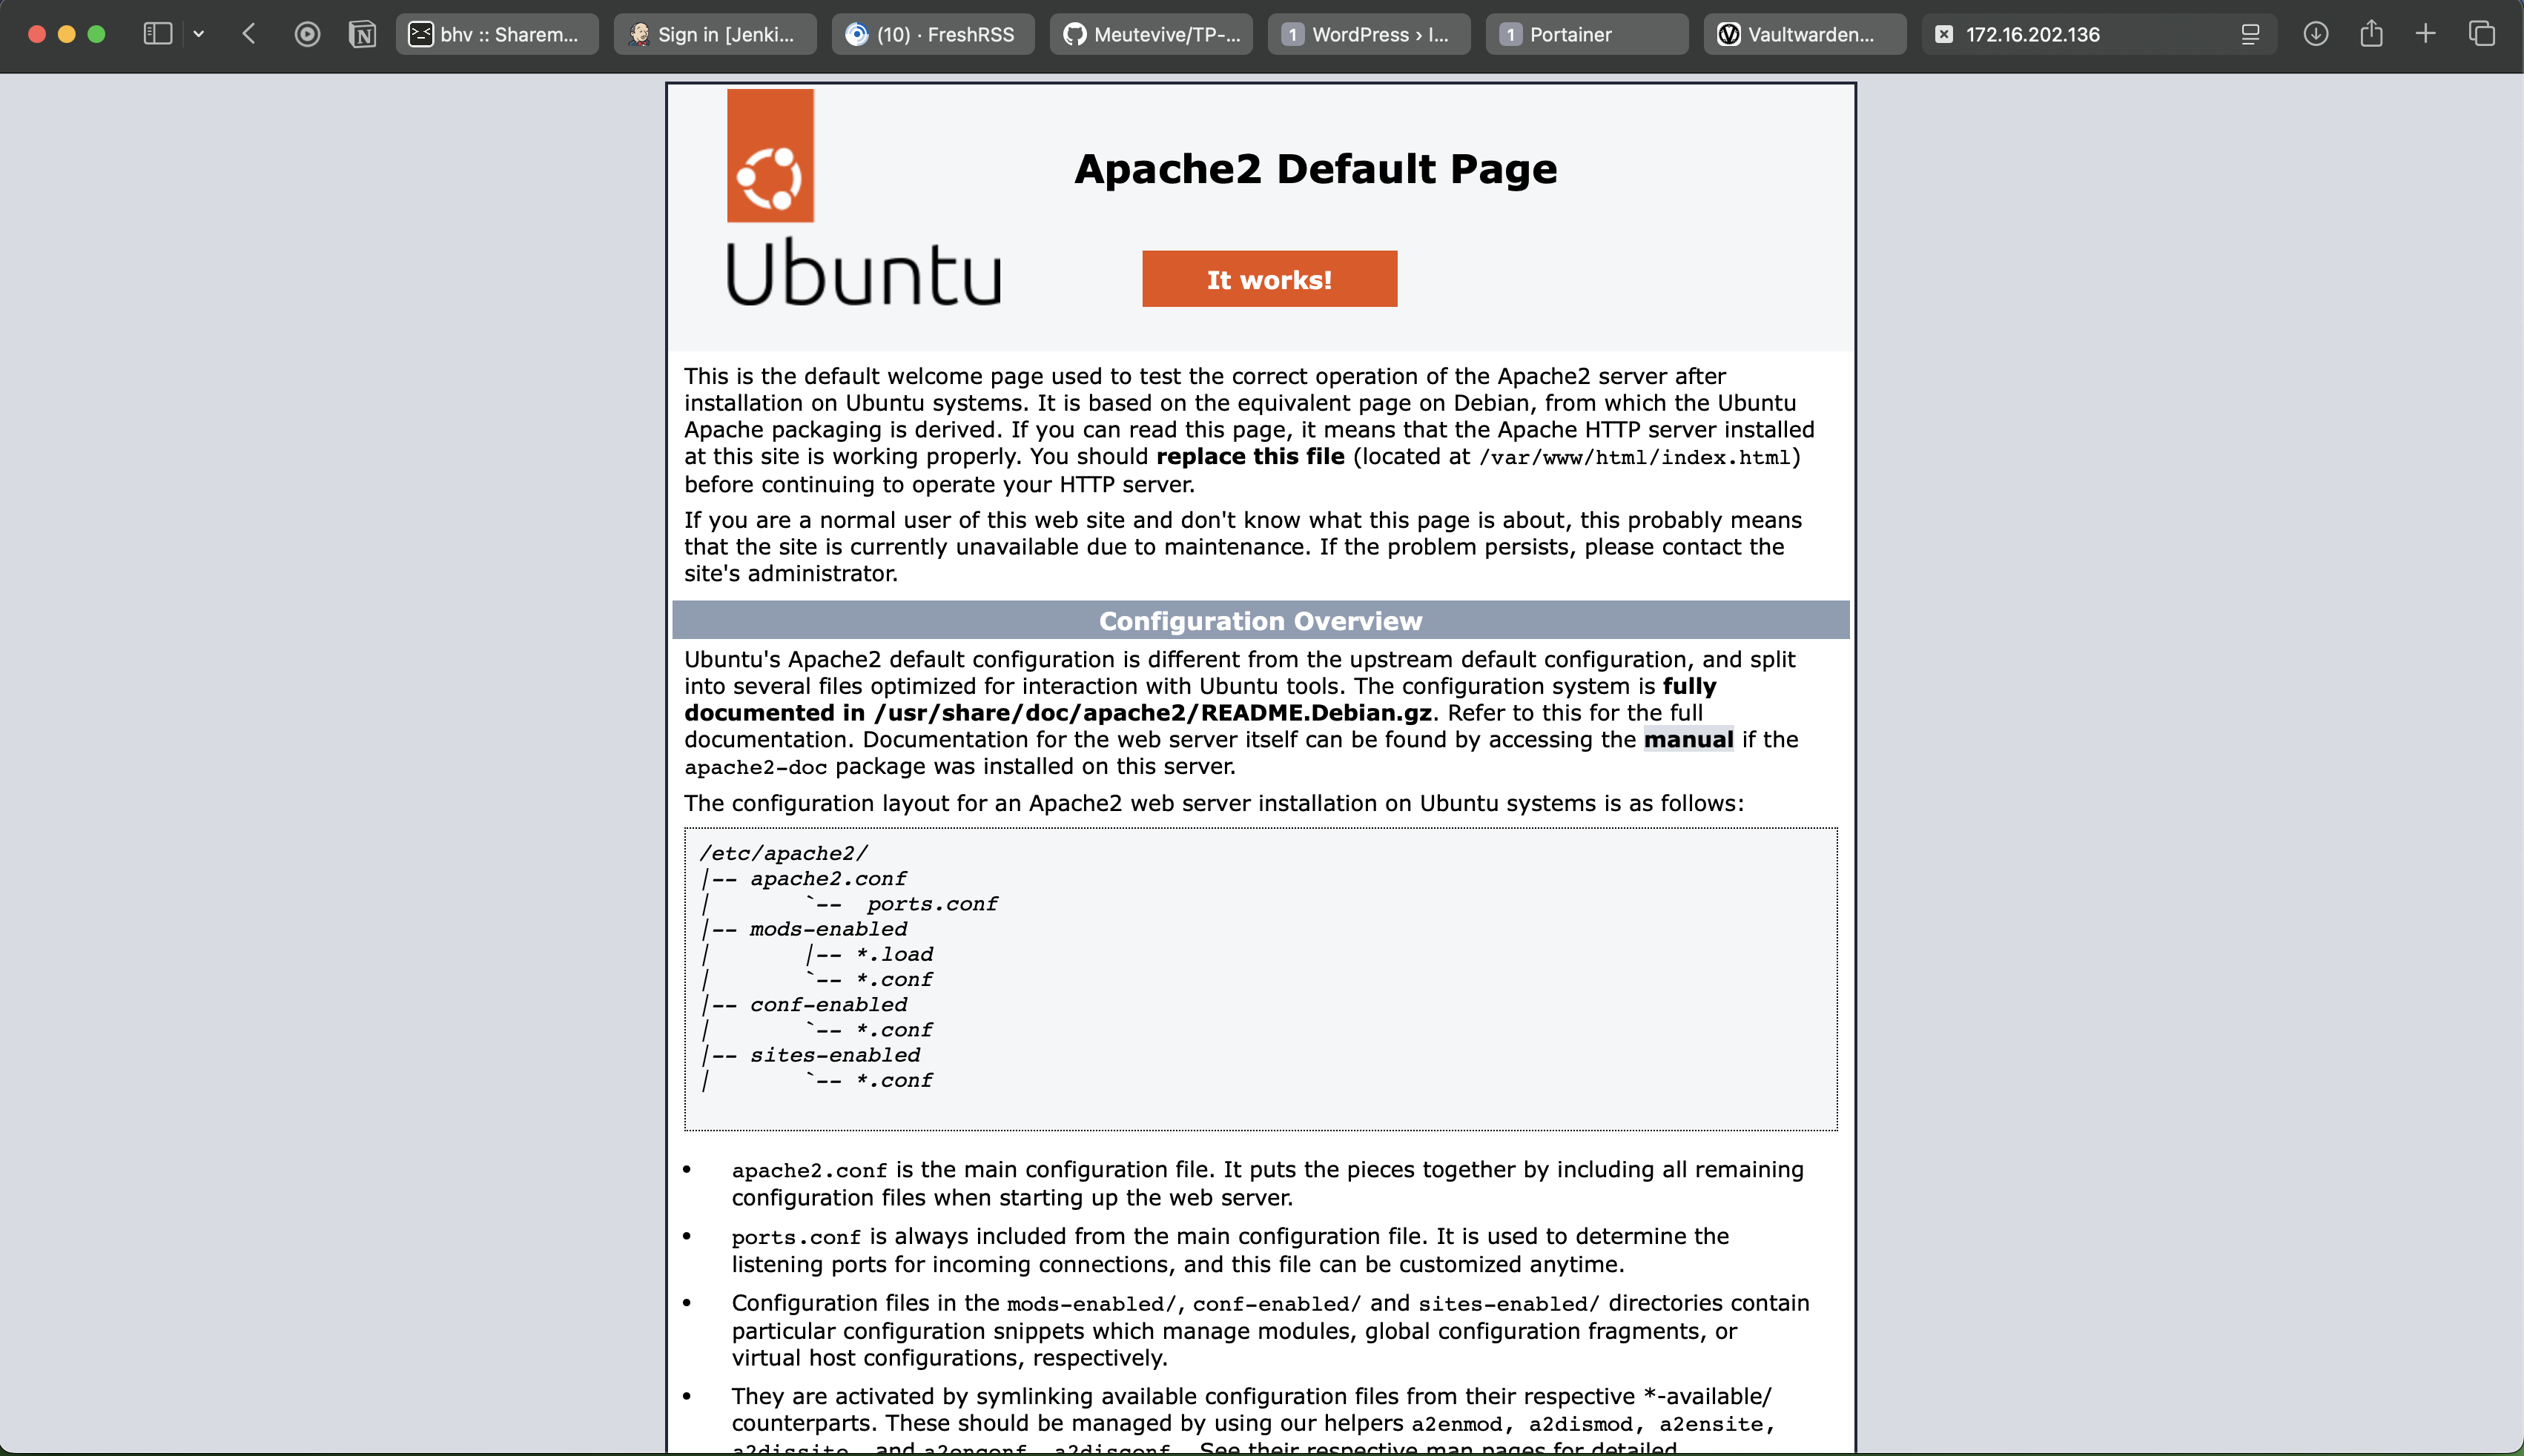 bhv :: Sharem...
Sign in [Jenki...
(10) · FreshRSS
Meutevive/TP-...
1 WordPress › I...
1 Portainer
Vaultwarden...
172.16.202.136
Ubuntu
Apache2 Default Page
It works!
This is the default welcome page used to test the correct operation of the Apache2 server after
installation on Ubuntu systems. It is based on the equivalent page on Debian, from which the Ubuntu
Apache packaging is derived. If you can read this page, it means that the Apache HTTP server installed
at this site is working properly. You should replace this file (located at /var/www/html/index.html)
before continuing to operate your HTTP server.
If you are a normal user of this web site and don't know what this page is about, this probably means
that the site is currently unavailable due to maintenance. If the problem persists, please contact the
site's administrator.
Configuration Overview
Ubuntu's Apache2 default configuration is different from the upstream default configuration, and split
into several files optimized for interaction with Ubuntu tools. The configuration system is fully
documented in /usr/share/doc/apache2/README.Debian.gz. Refer to this for the full
documentation. Documentation for the web server itself can be found by accessing the manual if the
apache2-doc package was installed on this server.
The configuration layout for an Apache2 web server installation on Ubuntu systems is as follows:
/etc/apache2/
|-- apache2.conf
|       `--  ports.conf
|-- mods-enabled
|       |-- *.load
|       `-- *.conf
|-- conf-enabled
|       `-- *.conf
|-- sites-enabled
|       `-- *.conf
• apache2.conf is the main configuration file. It puts the pieces together by including all remaining
configuration files when starting up the web server.
• ports.conf is always included from the main configuration file. It is used to determine the
listening ports for incoming connections, and this file can be customized anytime.
• Configuration files in the mods-enabled/, conf-enabled/ and sites-enabled/ directories contain
particular configuration snippets which manage modules, global configuration fragments, or
virtual host configurations, respectively.
• They are activated by symlinking available configuration files from their respective *-available/
counterparts. These should be managed by using our helpers a2enmod, a2dismod, a2ensite,
a2dissite, and a2enconf, a2disconf . See their respective man pages for detailed